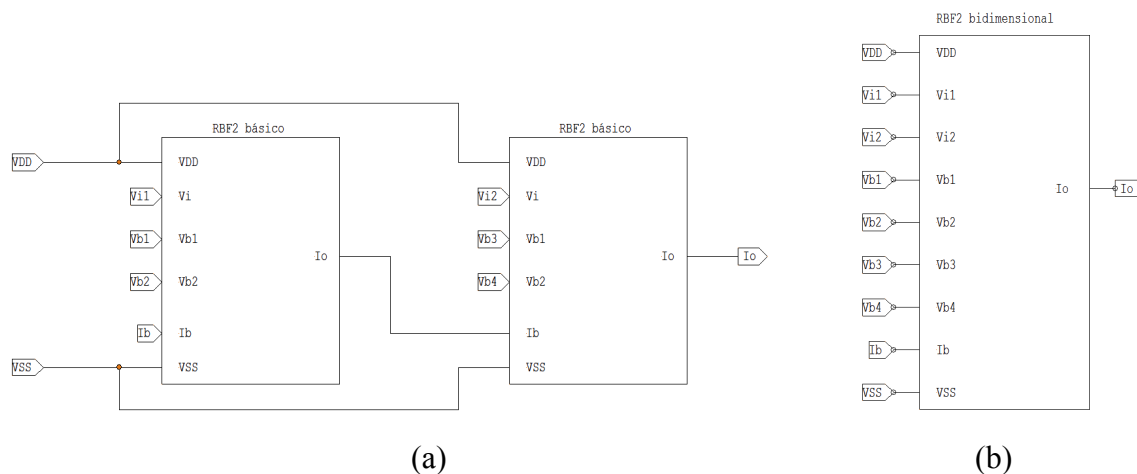 RBF2 básico
VDD
VDD
Vi1
Vi
Vb1
Vb1
Io
Vb2
Vb2
Ib
Ib
VSS
VSS
RBF2 básico
VDD
Vi2
Vi
Vb3
Vb1
Io
Io
Vb4
Vb2
Ib
VSS
(a)
RBF2 bidimensional
VDD
VDD
Vi1
Vi1
Vi2
Vi2
Vb1
Vb1
Io
Io
Vb2
Vb2
Vb3
Vb3
Vb4
Vb4
Ib
Ib
VSS
VSS
(b)